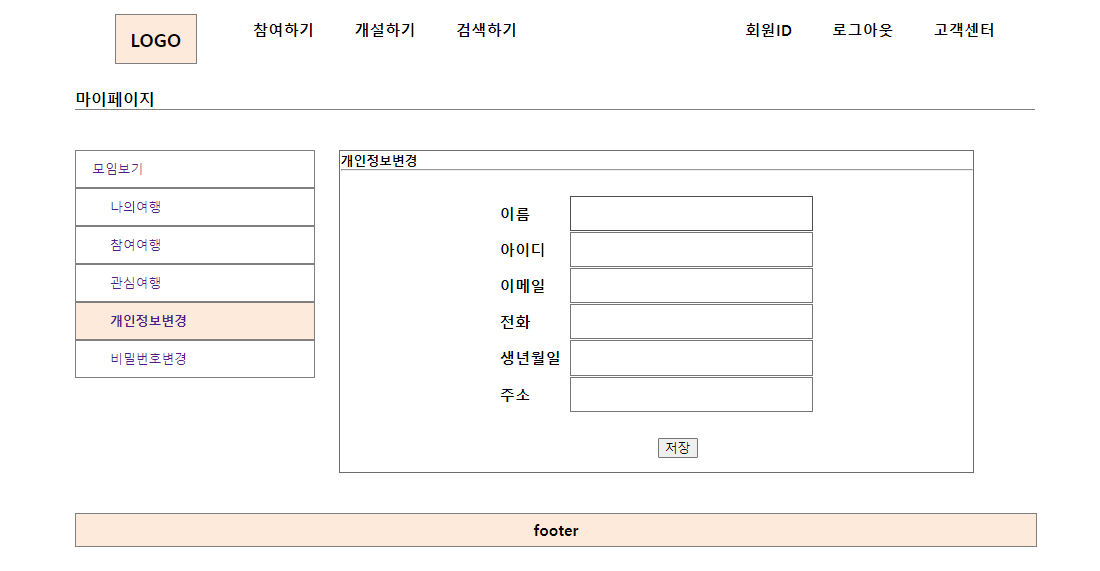 LOGO 참여하기 개설하기 검색하기 회원ID 로그아웃 고객센터
마이페이지
모임보기
나의여행
참여여행
관심여행
개인정보변경
비밀번호변경
개인정보변경
이름
아이디
이메일
전화
생년월일
주소
저장
footer